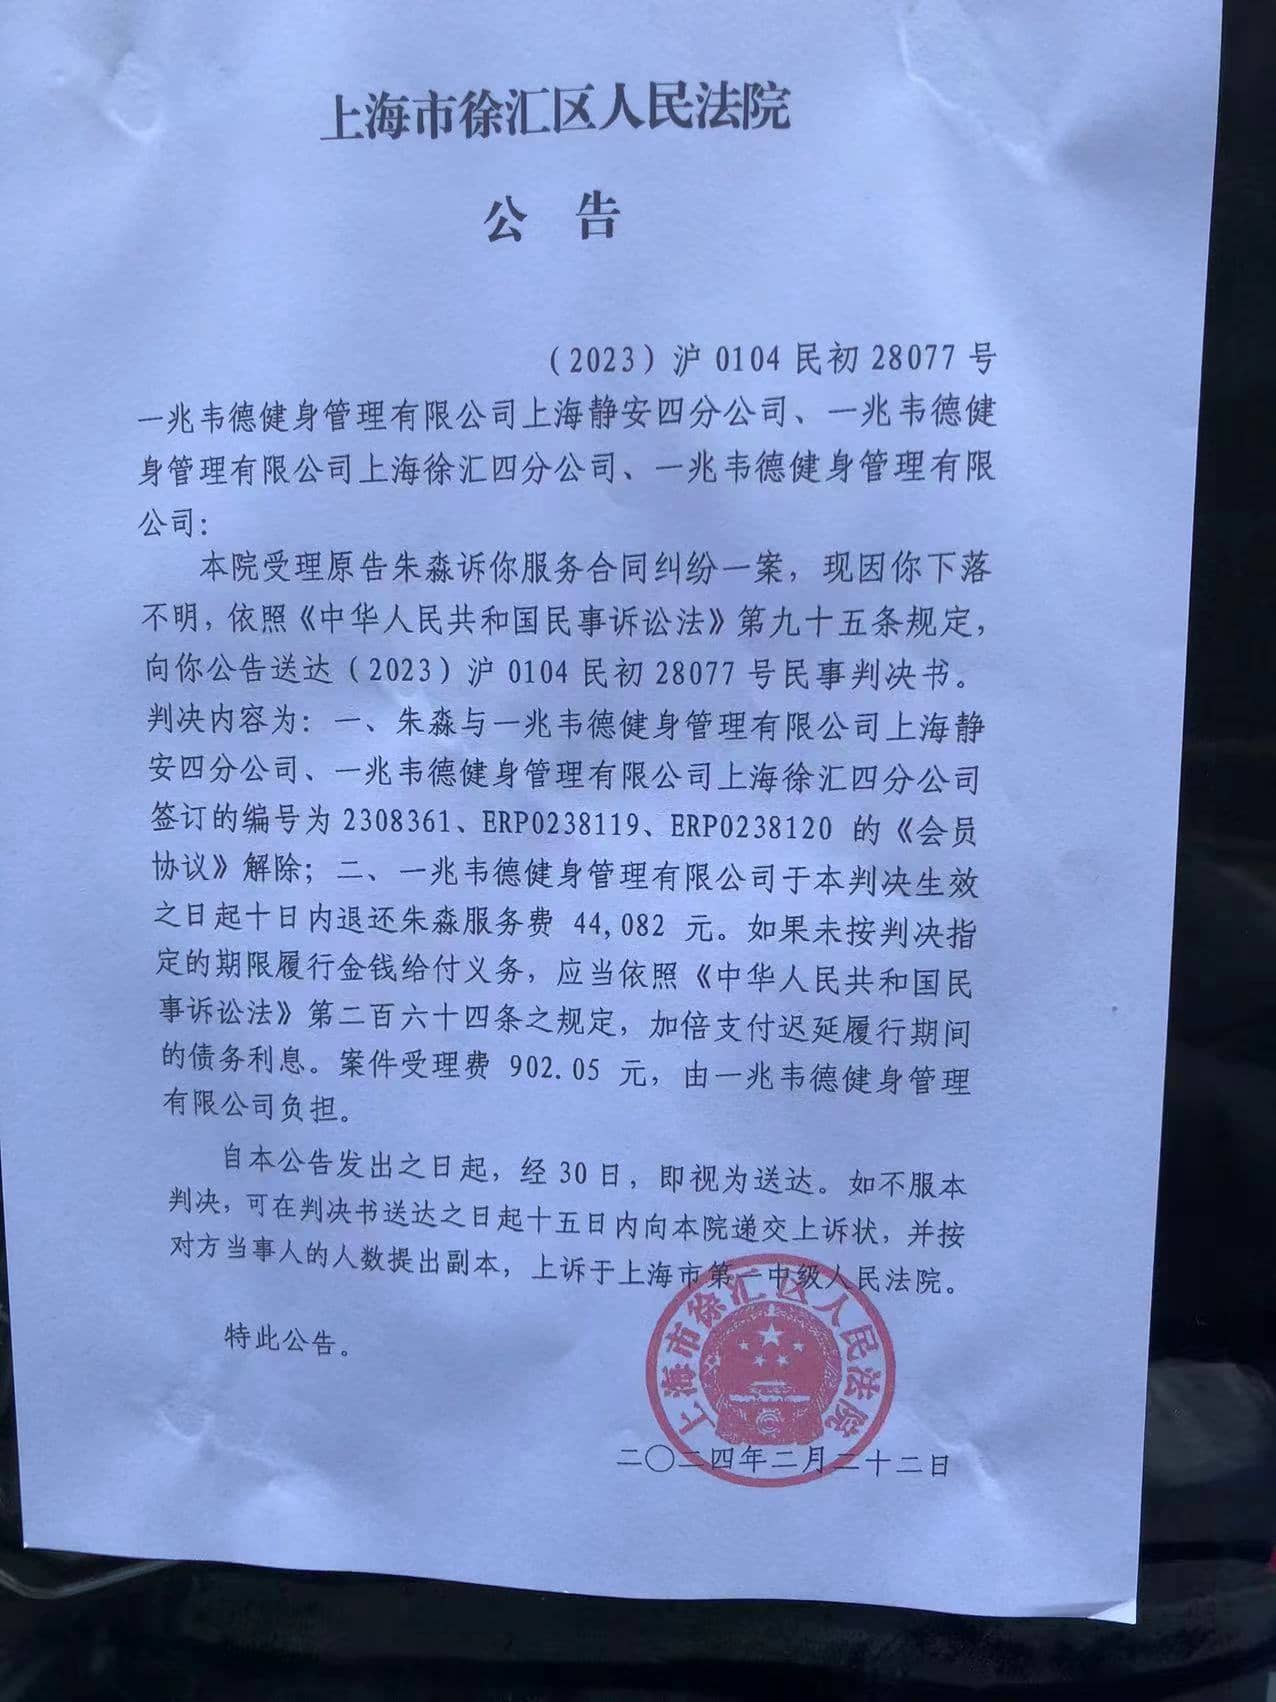 上海市徐汇区人民法院
公 告
（2023）沪 0104 民初 28077 号
一兆韦德健身管理有限公司上海静安四分公司、一兆韦德健
身管理有限公司上海徐汇四分公司、一兆韦德健身管理有限
公司：
本院受理原告朱淼诉你服务合同纠纷一案，现因你下落
不明，依照《中华人民共和国民事诉讼法》第九十五条规定，
向你公告送达（2023）沪 0104 民初 28077 号民事判决书。
判决内容为：一、朱淼与一兆韦德健身管理有限公司上海静
安四分公司、一兆韦德健身管理有限公司上海徐汇四分公司
签订的编号为 2308361、ERP0238119、ERP0238120 的《会员
协议》解除；二、一兆韦德健身管理有限公司于本判决生效
之日起十日内退还朱淼服务费 44,082 元。如果未按判决指
定的期限履行金钱给付义务，应当依照《中华人民共和国民
事诉讼法》第二百六十四条之规定，加倍支付迟延履行期间
的债务利息。案件受理费 902.05 元，由一兆韦德健身管理
有限公司负担。
自本公告发出之日起，经 30 日，即视为送达。如不服本
判决，可在判决书送达之日起十五日内向本院递交上诉状，并按
对方当事人的人数提出副本，上诉于上海市第一中级人民法院。
特此公告。
上海市徐汇区人民法院
二〇二四年二月二十二日